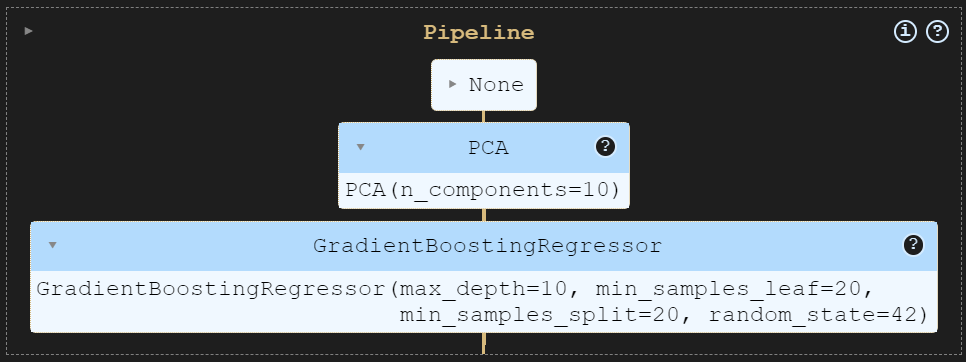 Pipeline
i ?
None
PCA
?
PCA(n_components=10)
GradientBoostingRegressor
?
GradientBoostingRegressor(max_depth=10, min_samples_leaf=20,
min_samples_split=20, random_state=42)